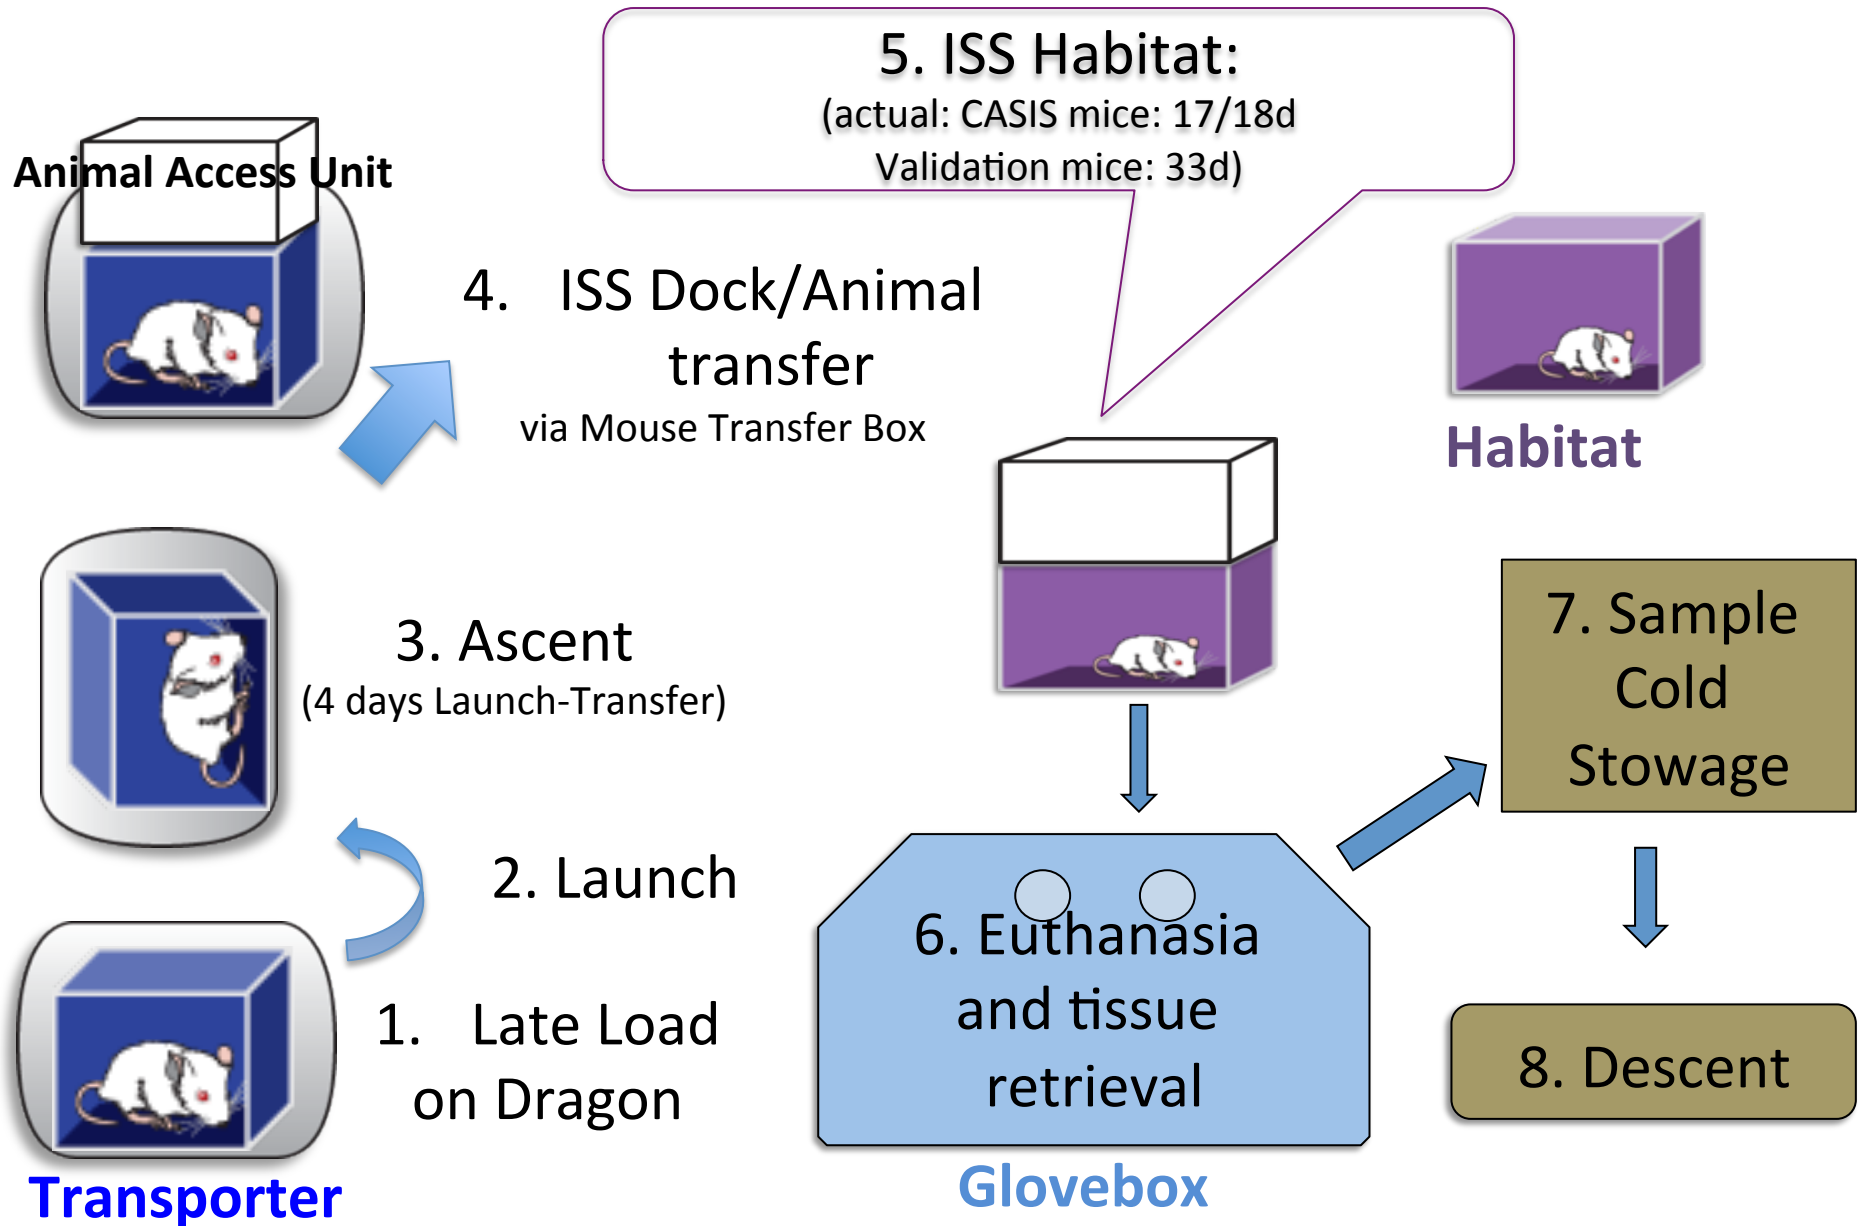 5. ISS Habitat:
(actual: CASIS mice: 17/18d
Validation mice: 33d)
Animal Access Unit
4. ISS Dock/Animal
transfer
via Mouse Transfer Box
Habitat
3. Ascent
(4 days Launch-Transfer)
2. Launch
1. Late Load
on Dragon
Transporter
6. Euthanasia
and tissue
retrieval
Glovebox
7. Sample
Cold
Stowage
8. Descent